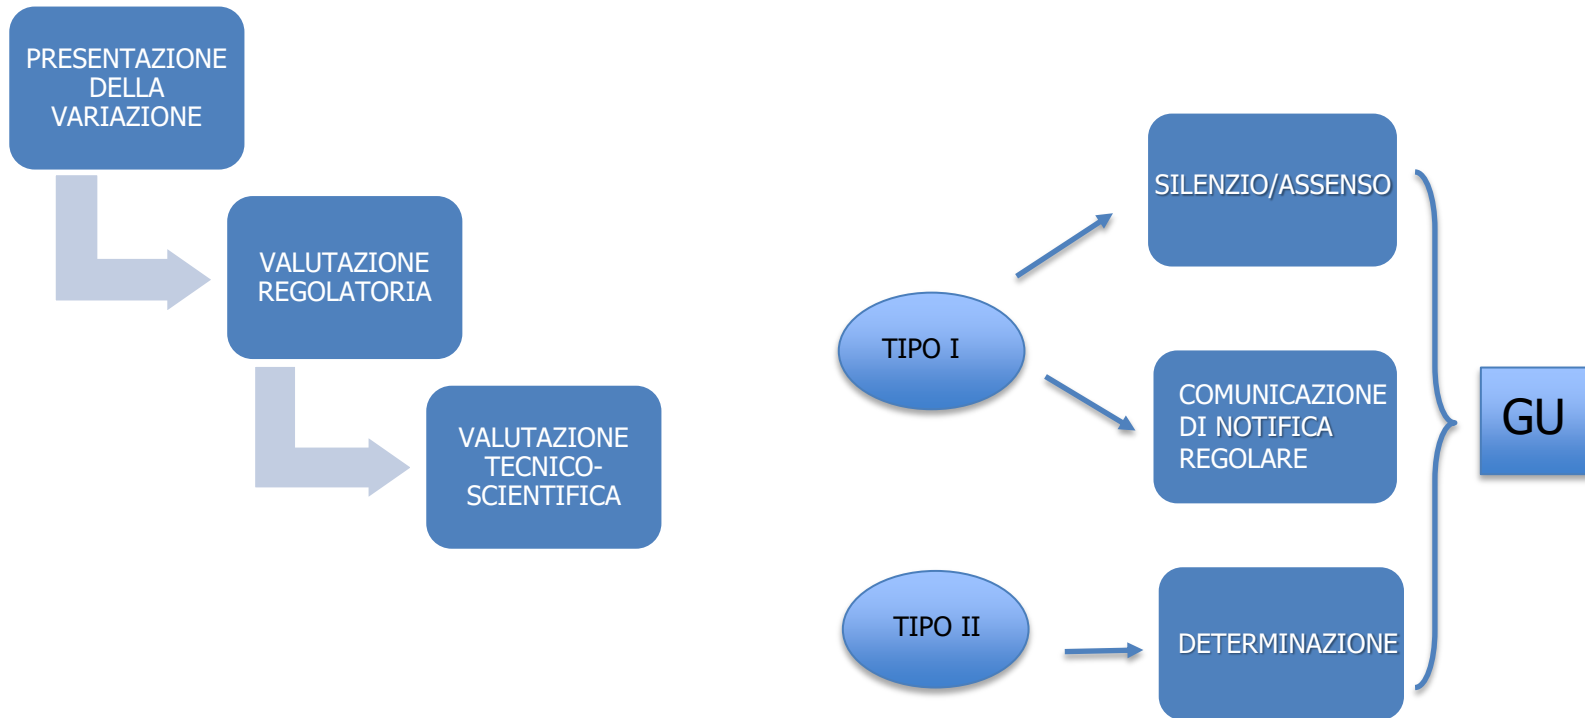 PRESENTAZIONE
DELLA
VARIAZIONE
VALUTAZIONE
REGOLATORIA
VALUTAZIONE
TECNICO-
SCIENTIFICA
TIPO I
SILENZIO/ASSENSO
COMUNICAZIONE
DI NOTIFICA
REGOLARE
TIPO II
DETERMINAZIONE
GU